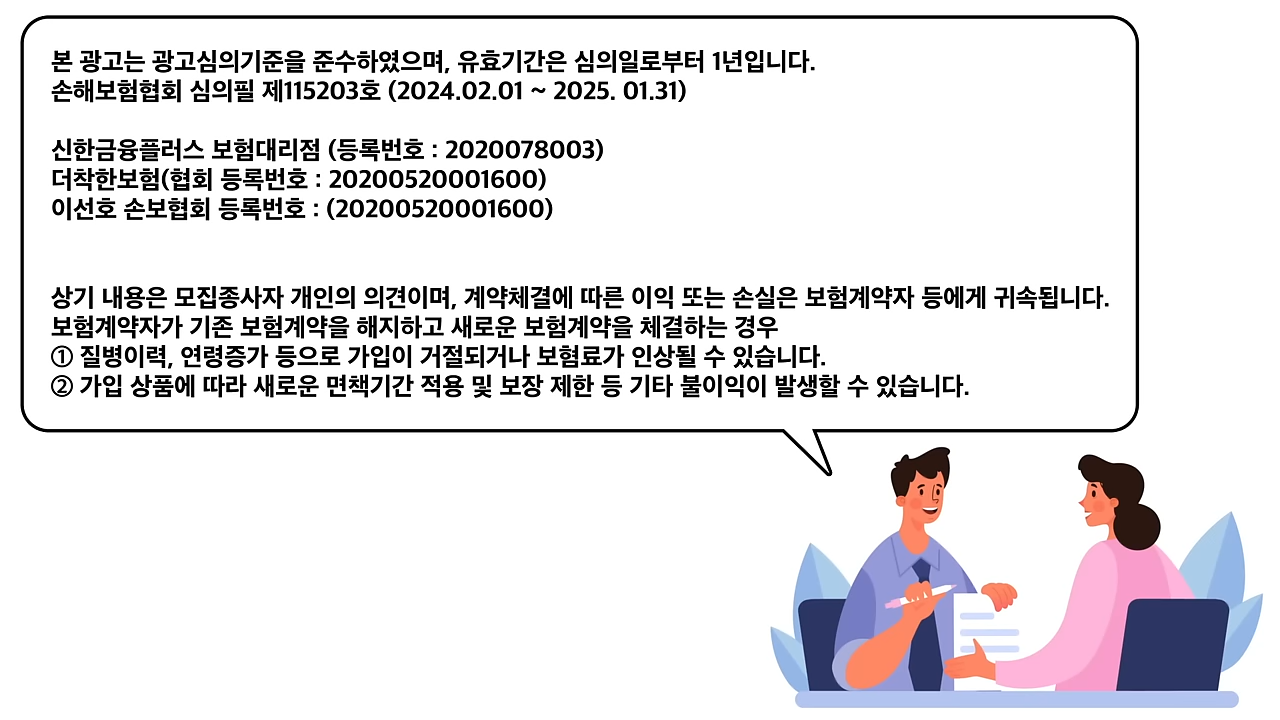 본 광고는 광고심의기준을 준수하였으며, 유효기간은 심의일로부터 1년입니다.
손해보험협회 심의필 제115203호 (2024.02.01 ~ 2025. 01.31)
신한금융플러스 보험대리점 (등록번호 : 2020078003)
더착한보험(협회 등록번호 : 20200520001600)
이선호 손보협회 등록번호 : (20200520001600)
상기 내용은 모집종사자 개인의 의견이며, 계약체결에 따른 이익 또는 손실은 보험계약자 등에게 귀속됩니다.
보험계약자가 기존 보험계약을 해지하고 새로운 보험계약을 체결하는 경우
① 질병이력, 연령증가 등으로 가입이 거절되거나 보험료가 인상될 수 있습니다.
② 가입 상품에 따라 새로운 면책기간 적용 및 보장 제한 등 기타 불이익이 발생할 수 있습니다.